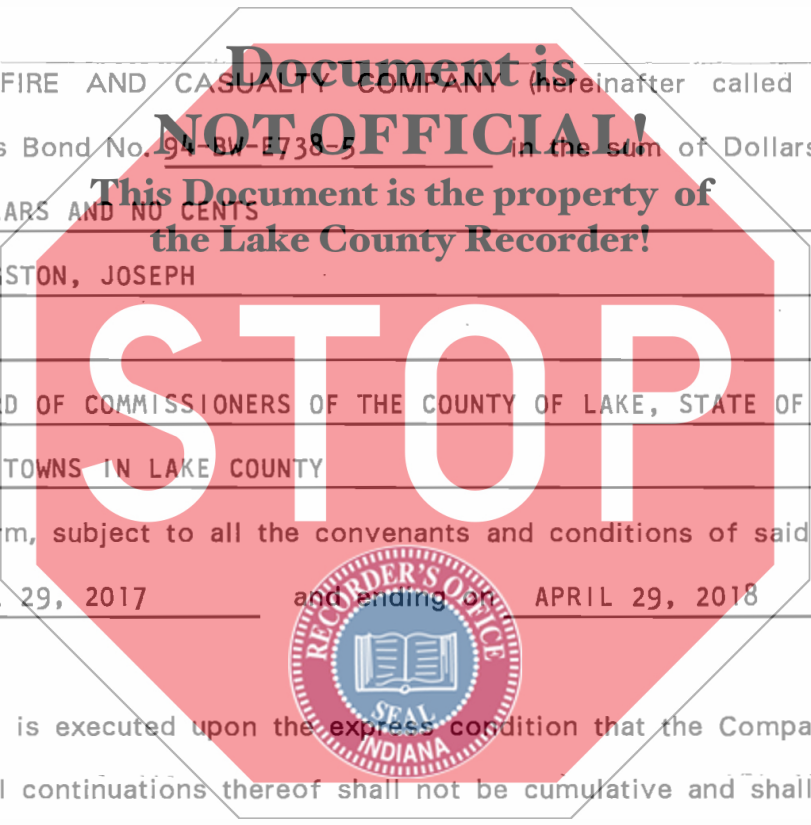 Document is
FIRE AND CASUALTY COMPANY (hereinafter called
NOT OFFICIAL!
s Bond No. 94-BW-E738-5 in the sum of Dollars
This Document is the property of
ARS AND NO CENTS
the Lake County Recorder!
STON, JOSEPH
STOP
D OF COMMISSIONERS OF THE COUNTY OF LAKE, STATE OF
TOWNS IN LAKE COUNTY
rm, subject to all the convenants and conditions of said
29, 2017 and ending on APRIL 29, 2018
RECORDER'S OFFICE
SEAL
INDIANA
is executed upon the express condition that the Compa
l continuations thereof shall not be cumulative and shall